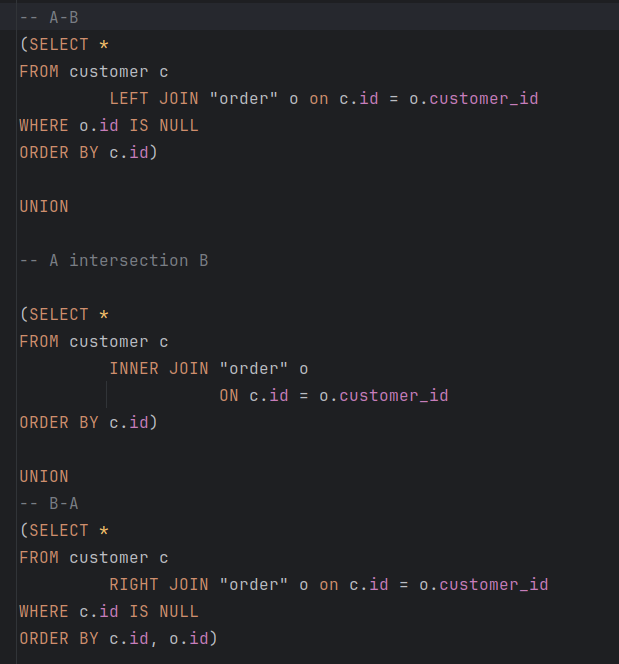 -- A-B
(SELECT *
FROM customer c
LEFT JOIN "order" o on c.id = o.customer_id
WHERE o.id IS NULL
ORDER BY c.id)
UNION
-- A intersection B
(SELECT *
FROM customer c
INNER JOIN "order" o
ON c.id = o.customer_id
ORDER BY c.id)
UNION
-- B-A
(SELECT *
FROM customer c
RIGHT JOIN "order" o on c.id = o.customer_id
WHERE c.id IS NULL
ORDER BY c.id, o.id)